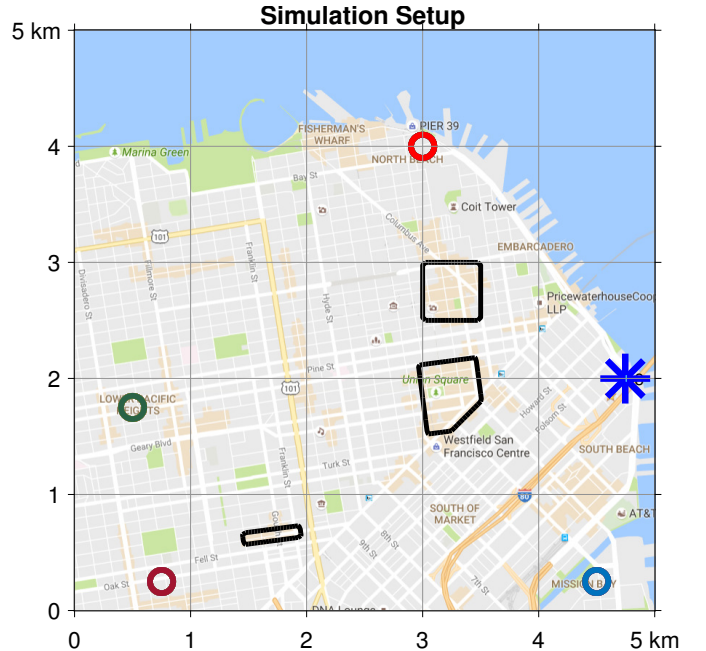 Simulation Setup
5 km
4
3
2
1
0
0
1
2
3
4
5 km
PIER 39
FISHERMAN'S
WHARF
NORTH BEACH
Marina Green
Bay St
Coit Tower
Columbus Ave
101
EMBARCADERO
Divisadero St
Fillmore St
Franklin St
Hyde St
PricewaterhouseCoop
LLP
Pine St
101
Union Square
LOWER PACIFIC
HEIGHTS
Howard St
Folsom St
Geary Blvd
Westfield San
Francisco Centre
SOUTH BEACH
Franklin St
Turk St
80
SOUTH OF
MARKET
AT&T
Gough St
8th St
9th St
Fell St
7th St
Oak St
MISSION BAY
DNA Lounge